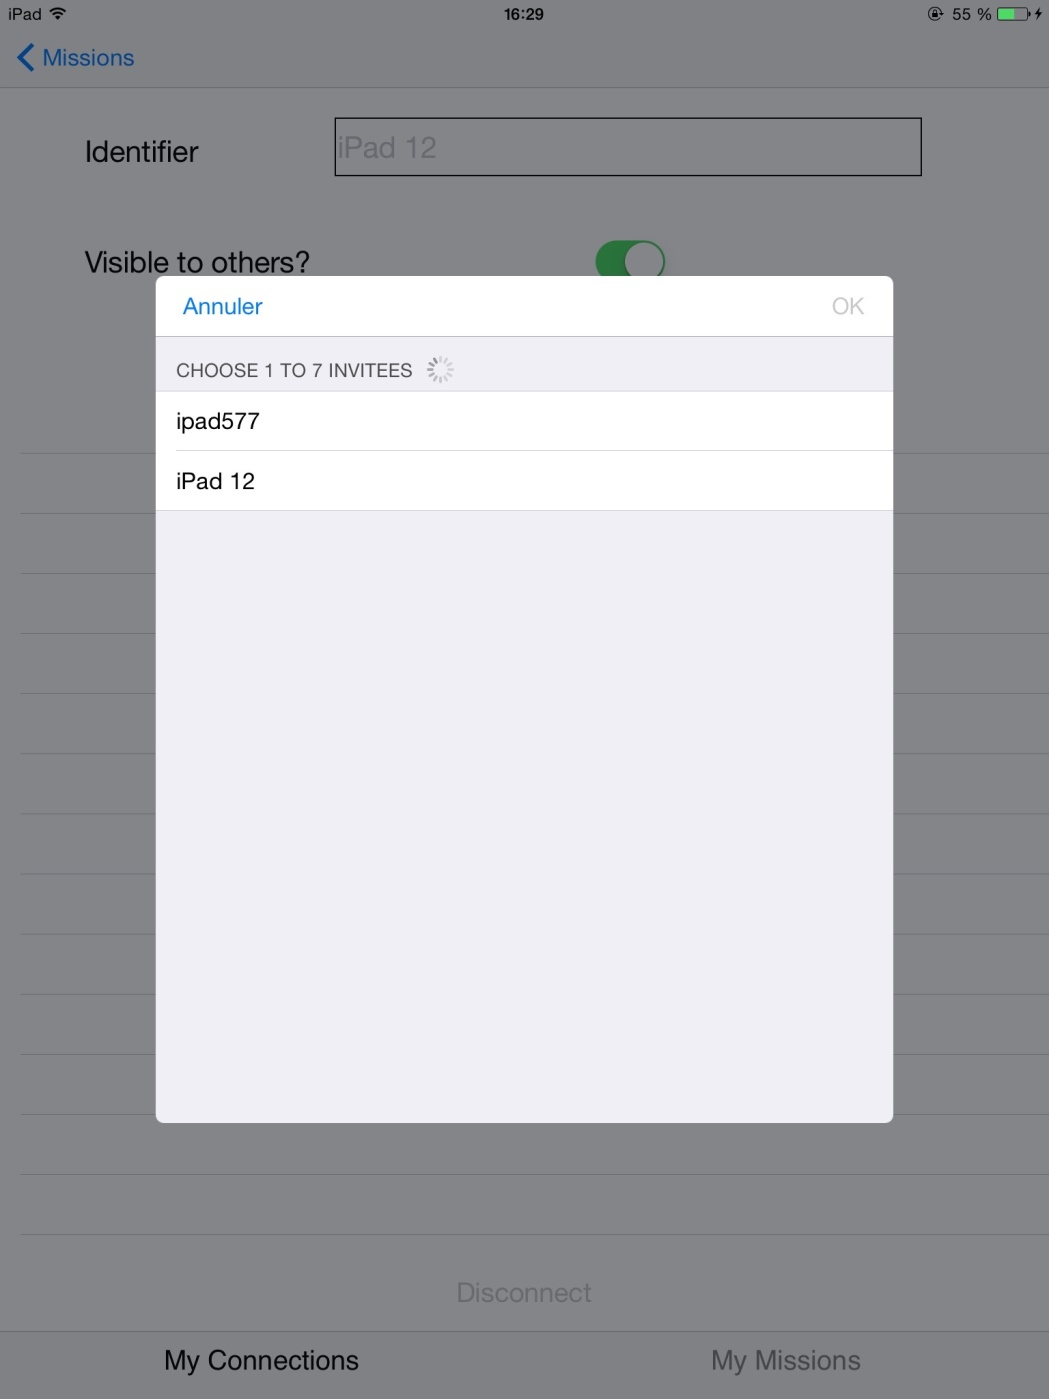 iPad 16:29 55 %
Missions
Identifier iPad 12
Visible to others?
Annuler OK
CHOOSE 1 TO 7 INVITEES
ipad577
iPad 12
Disconnect
My Connections My Missions